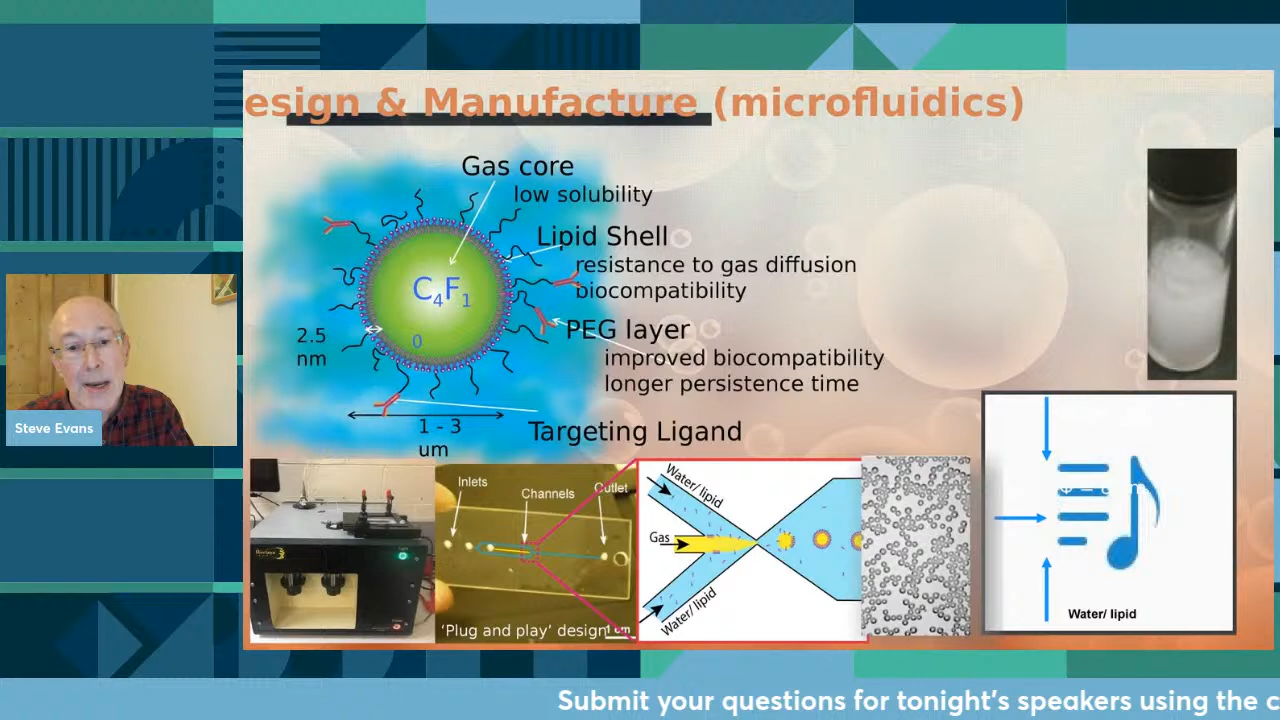 esign & Manufacture (microfluidics)
Gas core
low solubility
Lipid Shell
resistance to gas diffusion
biocompatibility
C4F1
0
2.5
nm
PEG layer
improved biocompatibility
longer persistence time
1 - 3
um
Targeting Ligand
Steve Evans
Inlets
Channels
Outlet
'Plug and play' design
1 cm
Water/ lipid
Gas
Water/ lipid
Water/ lipid
Submit your questions for tonight's speakers using the c